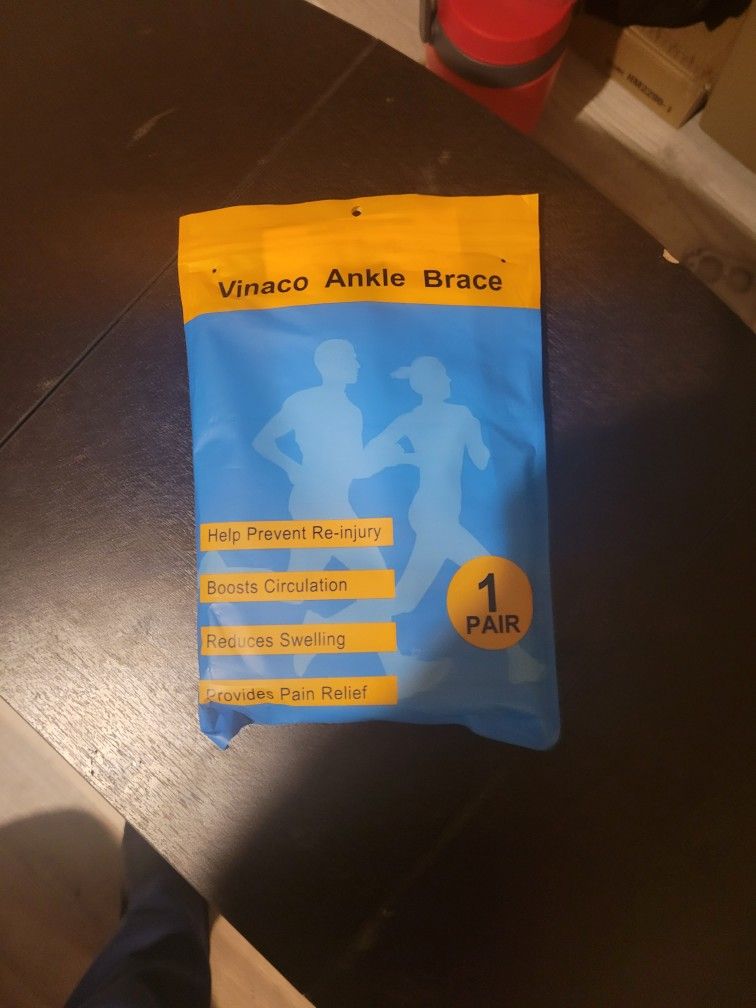 Vinaco Ankle Brace
Help Prevent Re-injury
Boosts Circulation
Reduces Swelling
Provides Pain Relief
1
PAIR